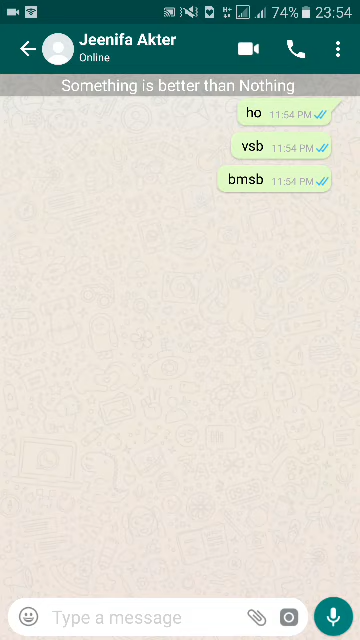 74% 23:54
Jeenifa Akter
Online
Something is better than Nothing
ho 11:54 PM
vsb 11:54 PM
bmsb 11:54 PM
Type a message